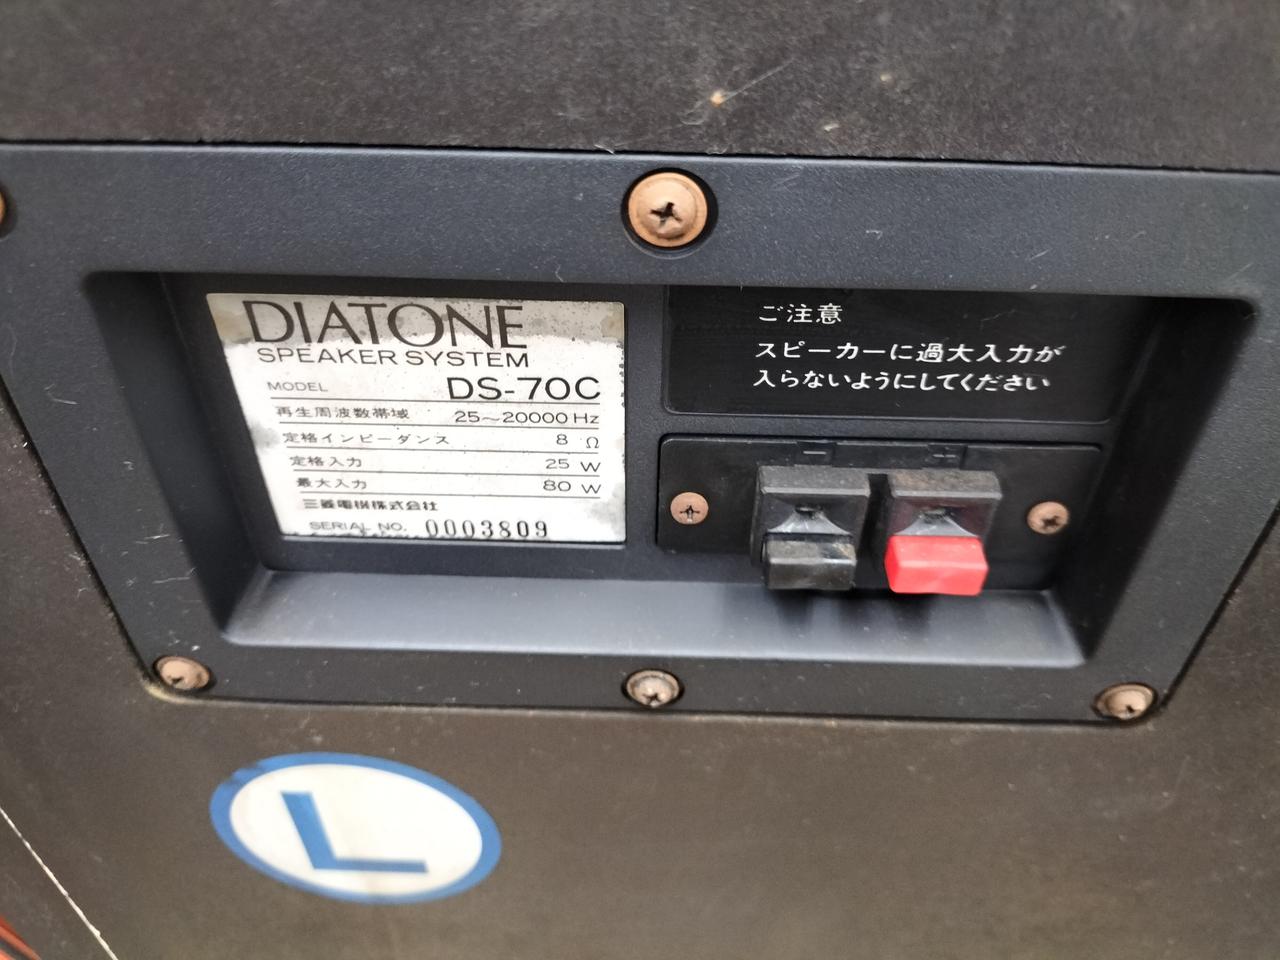 DIATONE
SPEAKER SYSTEM
MODEL DS-70C
再生周波数帯域 25～20000 Hz
定格インピーダンス 8 Ω
定格入力 25 W
最大入力 80 W
三菱電機株式会社
SERIAL NO. 0003809
ご注意
スピーカーに過大入力が
入らないようにしてください
− +
L